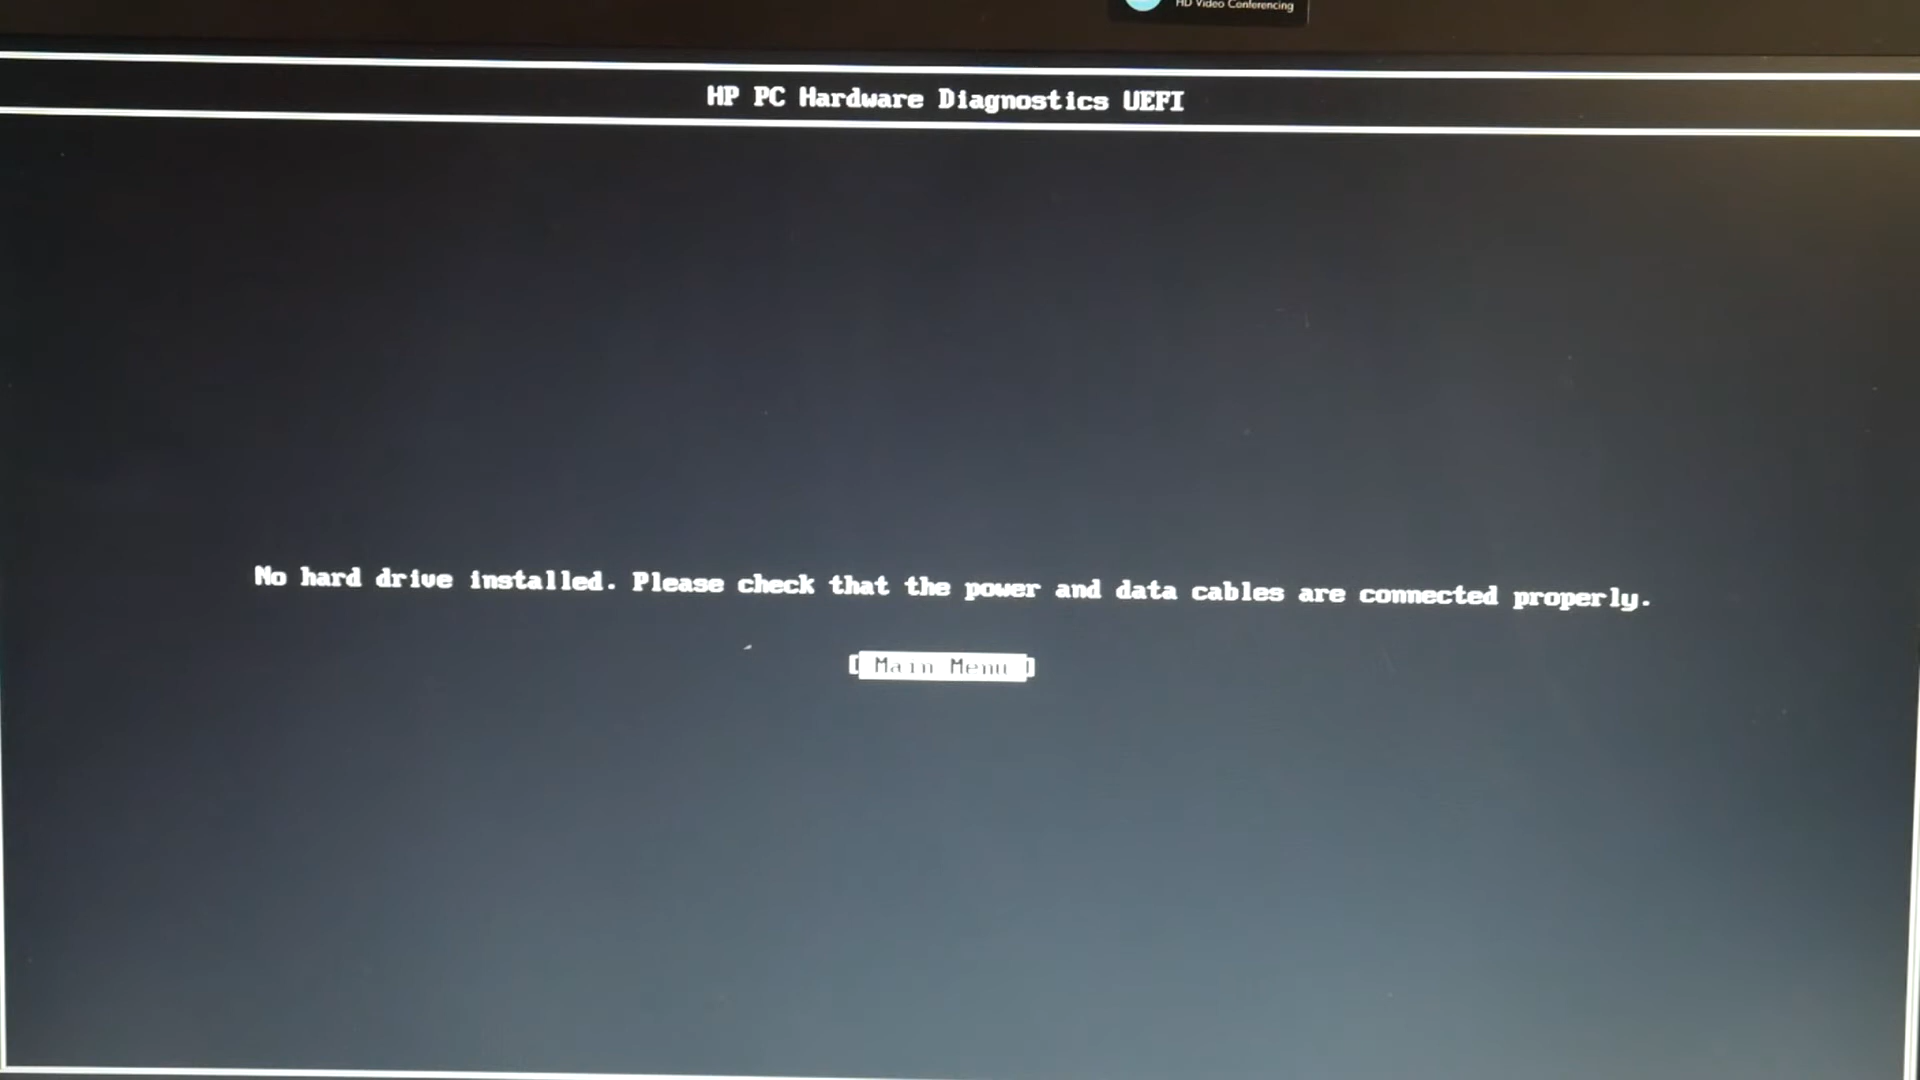 HD Video Conferencing
HP PC Hardware Diagnostics UEFI
No hard drive installed. Please check that the power and data cables are connected properly.
[ Main Menu ]